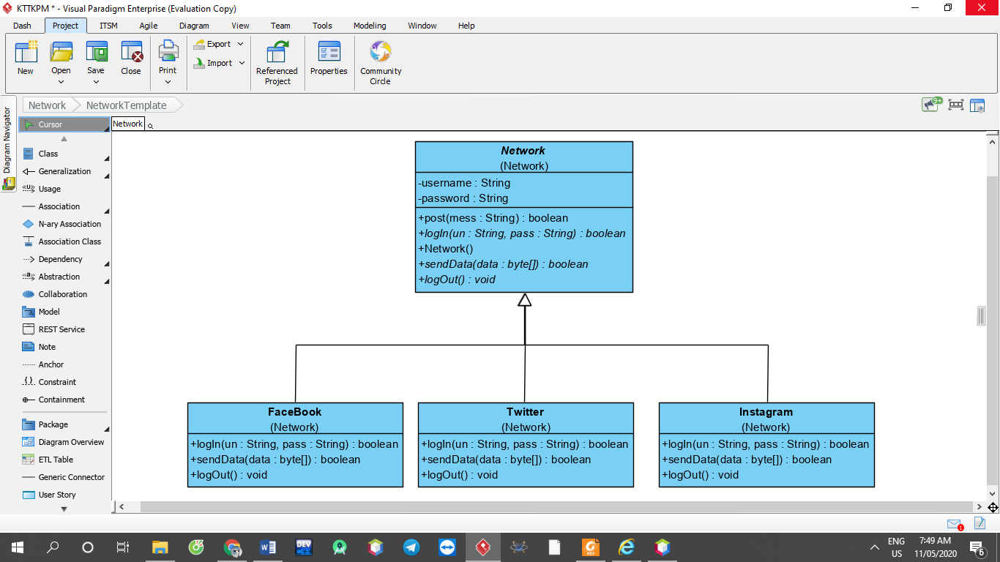 KTTKPM * - Visual Paradigm Enterprise (Evaluation Copy)
Dash Project ITSM Agile Diagram View Team Tools Modeling Window Help
New Open Save Close Print Export Import Referenced Project Properties Community Circle
Network NetworkTemplate
9+
Diagram Navigator
Cursor
Network
Class
Generalization
Usage
Association
N-ary Association
Association Class
Dependency
Abstraction
Collaboration
Model
REST Service
Note
Anchor
Constraint
Containment
Package
Diagram Overview
ETL Table
Generic Connector
User Story
Network
(Network)
-username : String
-password : String
+post(mess : String) : boolean
+logIn(un : String, pass : String) : boolean
+Network()
+sendData(data : byte[]) : boolean
+logOut() : void
FaceBook
(Network)
+logIn(un : String, pass : String) : boolean
+sendData(data : byte[]) : boolean
+logOut() : void
Twitter
(Network)
+logIn(un : String, pass : String) : boolean
+sendData(data : byte[]) : boolean
+logOut() : void
Instagram
(Network)
+logIn(un : String, pass : String) : boolean
+sendData(data : byte[]) : boolean
+logOut() : void
1
W DEV PDF
ENG 7:49 AM
US 11/05/2020
6